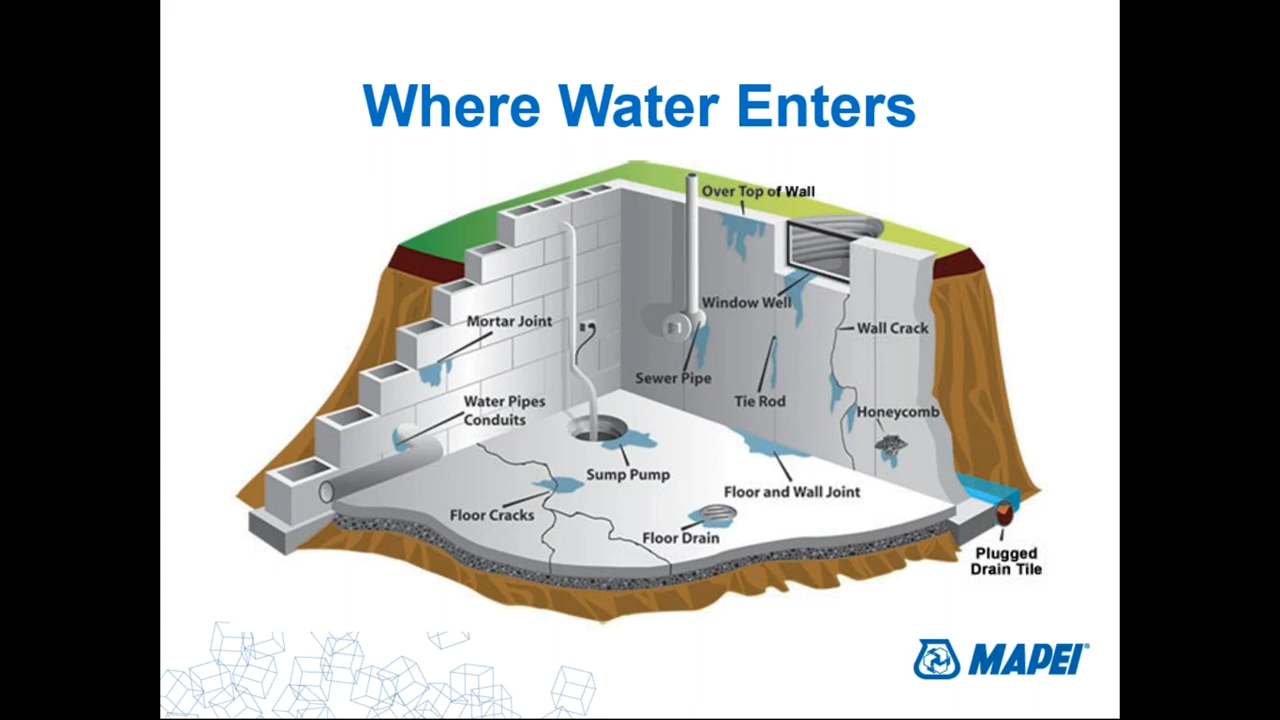 Where Water Enters
Over Top of Wall
Window Well
Mortar Joint
Wall Crack
Sewer Pipe
Tie Rod
Water Pipes
Conduits
Honeycomb
Sump Pump
Floor and Wall Joint
Floor Cracks
Floor Drain
Plugged
Drain Tile
MAPEI®